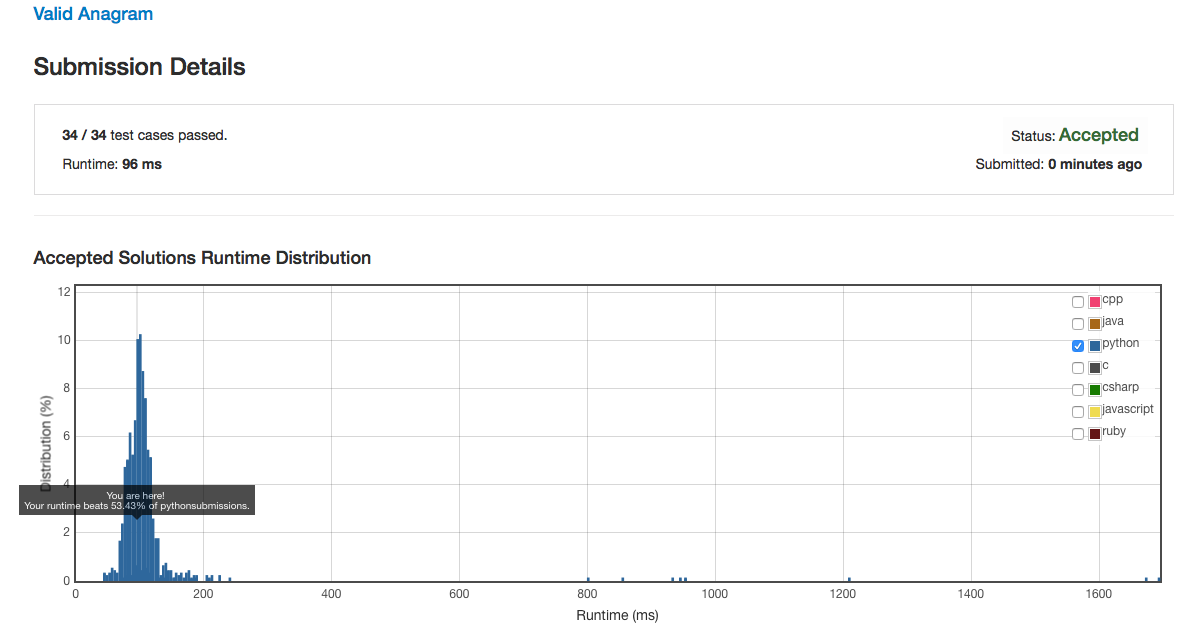 Valid Anagram
Submission Details
34 / 34 test cases passed.
Status: Accepted
Runtime: 96 ms
Submitted: 0 minutes ago
Accepted Solutions Runtime Distribution
Distribution (%)
12
10
8
6
4
2
0
You are here!
Your runtime beats 53.43% of pythonsubmissions.
cpp
java
python
c
csharp
javascript
ruby
0 200 400 600 800 1000 1200 1400 1600
Runtime (ms)